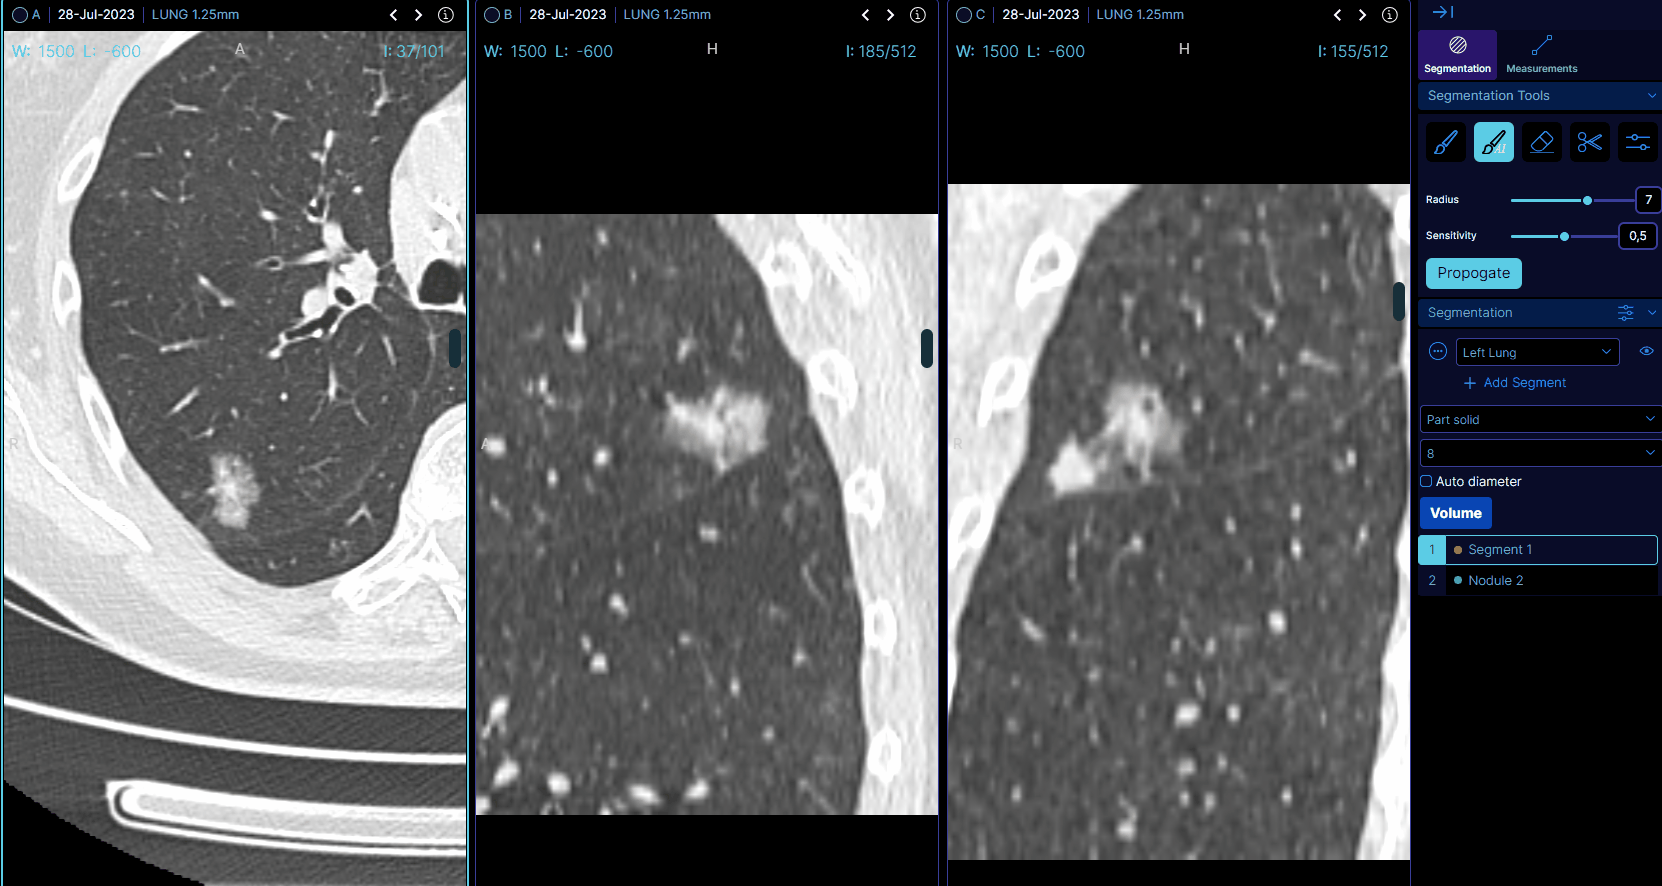 A 28-Jul-2023 LUNG 1.25mm
W: 1500 L: -600 A I: 37/101
R
B 28-Jul-2023 LUNG 1.25mm
W: 1500 L: -600 H I: 185/512
A
C 28-Jul-2023 LUNG 1.25mm
W: 1500 L: -600 H I: 155/512
R
Segmentation Measurements
Segmentation Tools
AI
Radius 7
Sensitivity 0,5
Propogate
Segmentation
Left Lung
+ Add Segment
Part solid
8
Auto diameter
Volume
1 Segment 1
2 Nodule 2